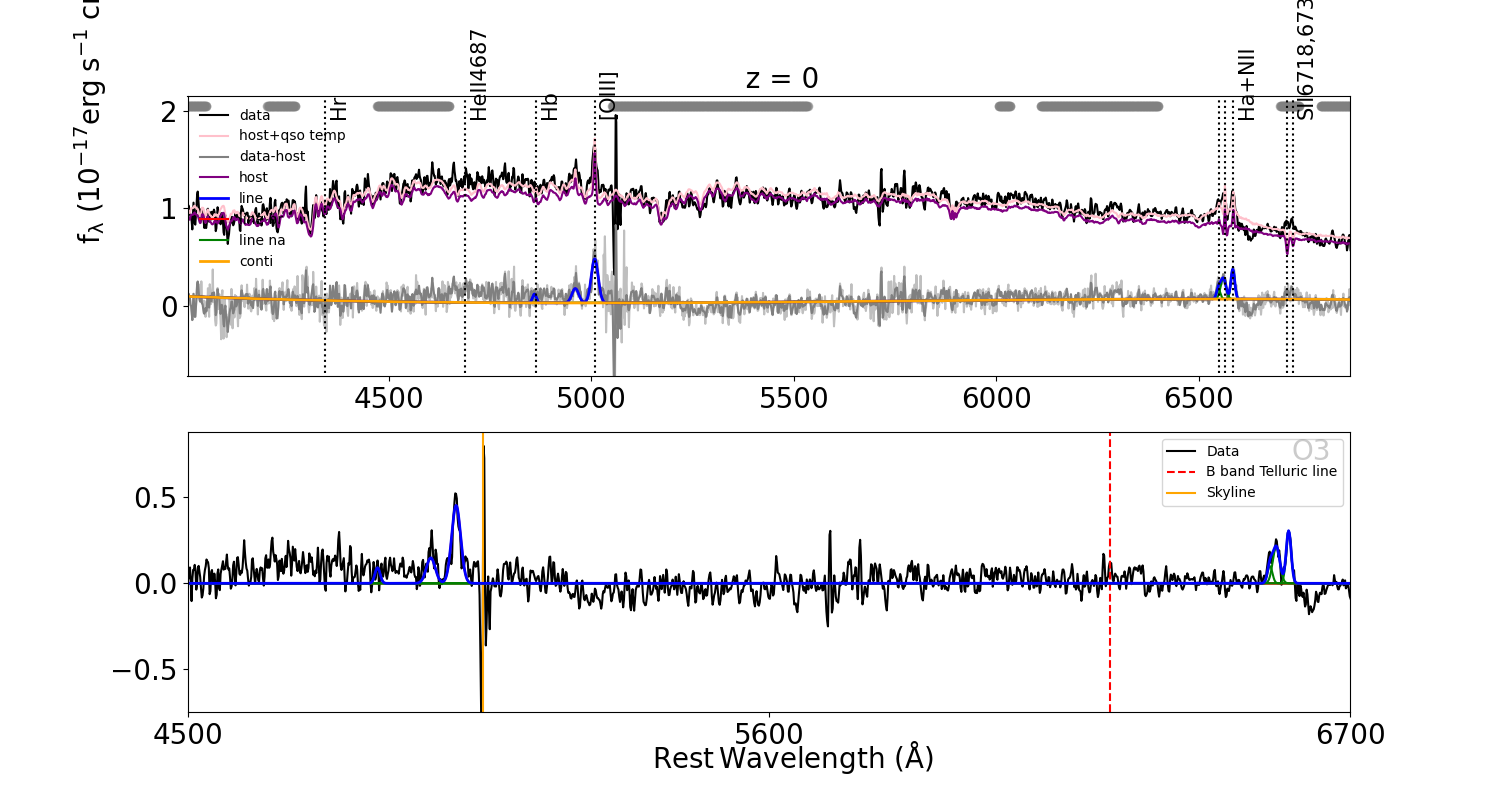 z = 0
f_λ (10^−17 erg s^−1 c
Hr
HeII4687
Hb
[OIII]
Ha+NII
SII6718,673
2
1
0
data
host+qso temp
data-host
host
line
line na
conti
4500
5000
5500
6000
6500
O3
Data
B band Telluric line
Skyline
0.5
0.0
−0.5
4500
5600
6700
Rest Wavelength (Å)